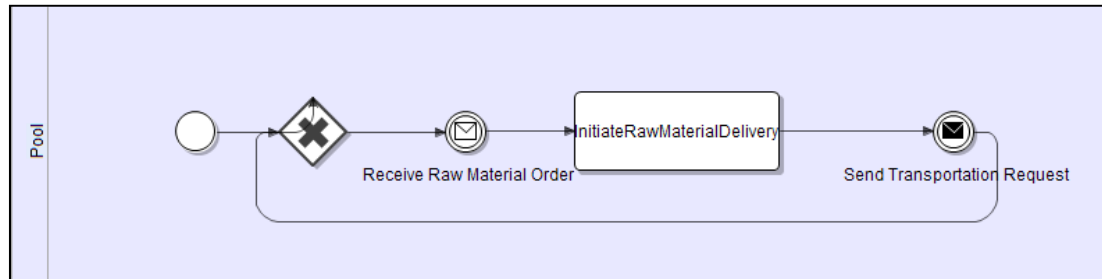 Pool
InitiateRawMaterialDelivery
Receive Raw Material Order
Send Transportation Request